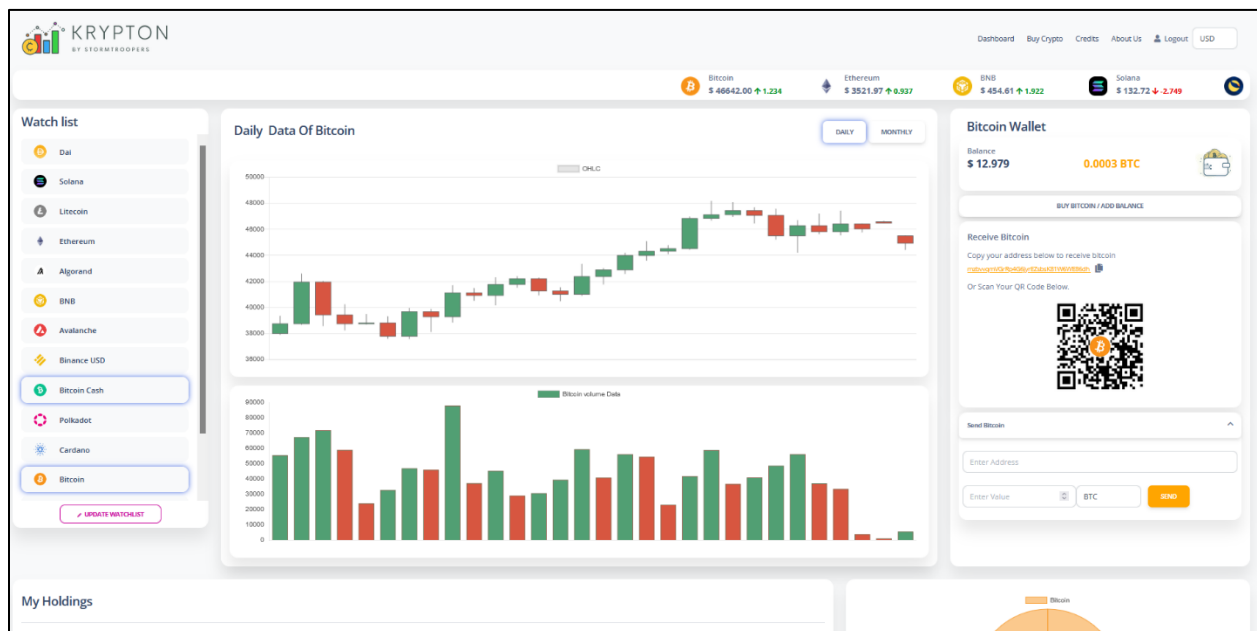 KRYPTON
BY STORMTROOPERS
Dashboard Buy Crypto Credits About Us Logout USD
Bitcoin
$ 46642.00 ↑ 1.234
Ethereum
$ 3521.97 ↑ 0.937
BNB
$ 454.61 ↑ 1.922
Solana
$ 132.72 ↓ -2.749
Watch list
Dai
Solana
Litecoin
Ethereum
Algorand
BNB
Avalanche
Binance USD
Bitcoin Cash
Polkadot
Cardano
Bitcoin
UPDATE WATCHLIST
Daily Data Of Bitcoin
DAILY MONTHLY
OHLC
50000
48000
46000
44000
42000
40000
38000
36000
Bitcoin volume Data
90000
80000
70000
60000
50000
40000
30000
20000
10000
0
Bitcoin Wallet
Balance
$ 12.979 0.0003 BTC
BUY BITCOIN / ADD BALANCE
Receive Bitcoin
Copy your address below to receive bitcoin
Or Scan Your QR Code Below.
Send Bitcoin
Enter Address
Enter Value BTC SEND
My Holdings
Bitcoin